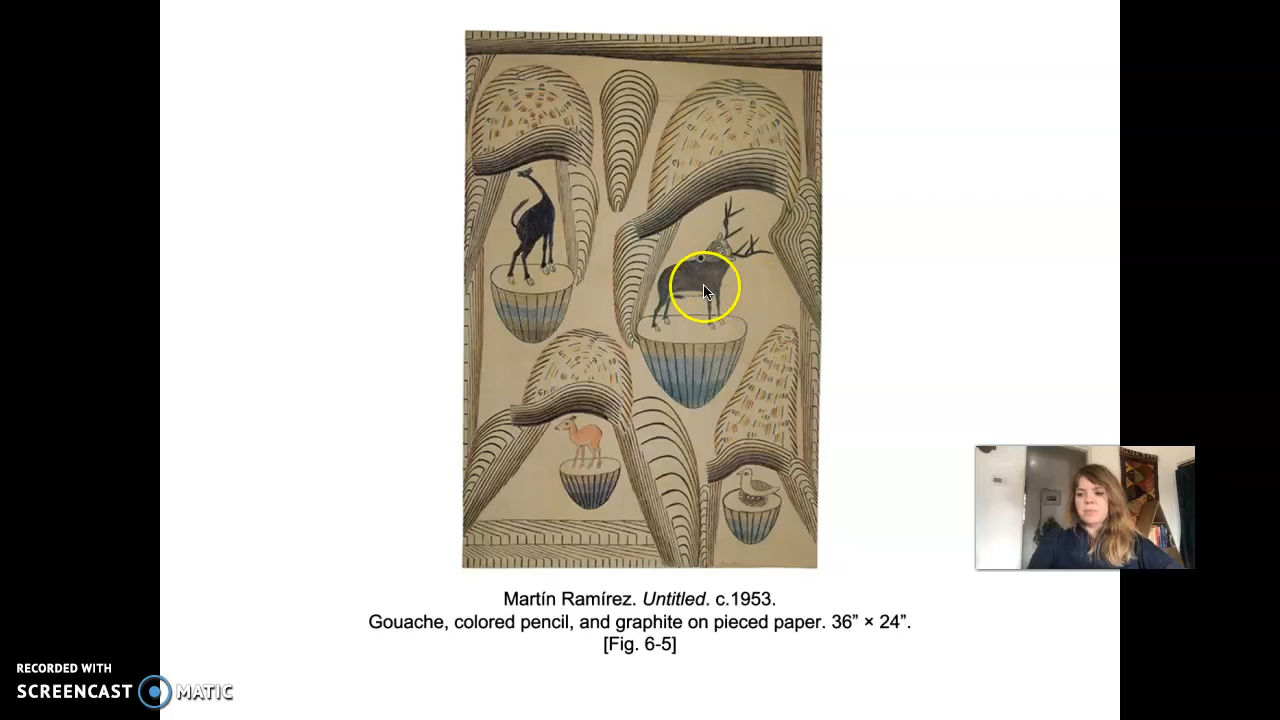 Martín Ramírez. Untitled. c.1953.
Gouache, colored pencil, and graphite on pieced paper. 36” × 24”.
[Fig. 6-5]
RECORDED WITH
SCREENCAST MATIC